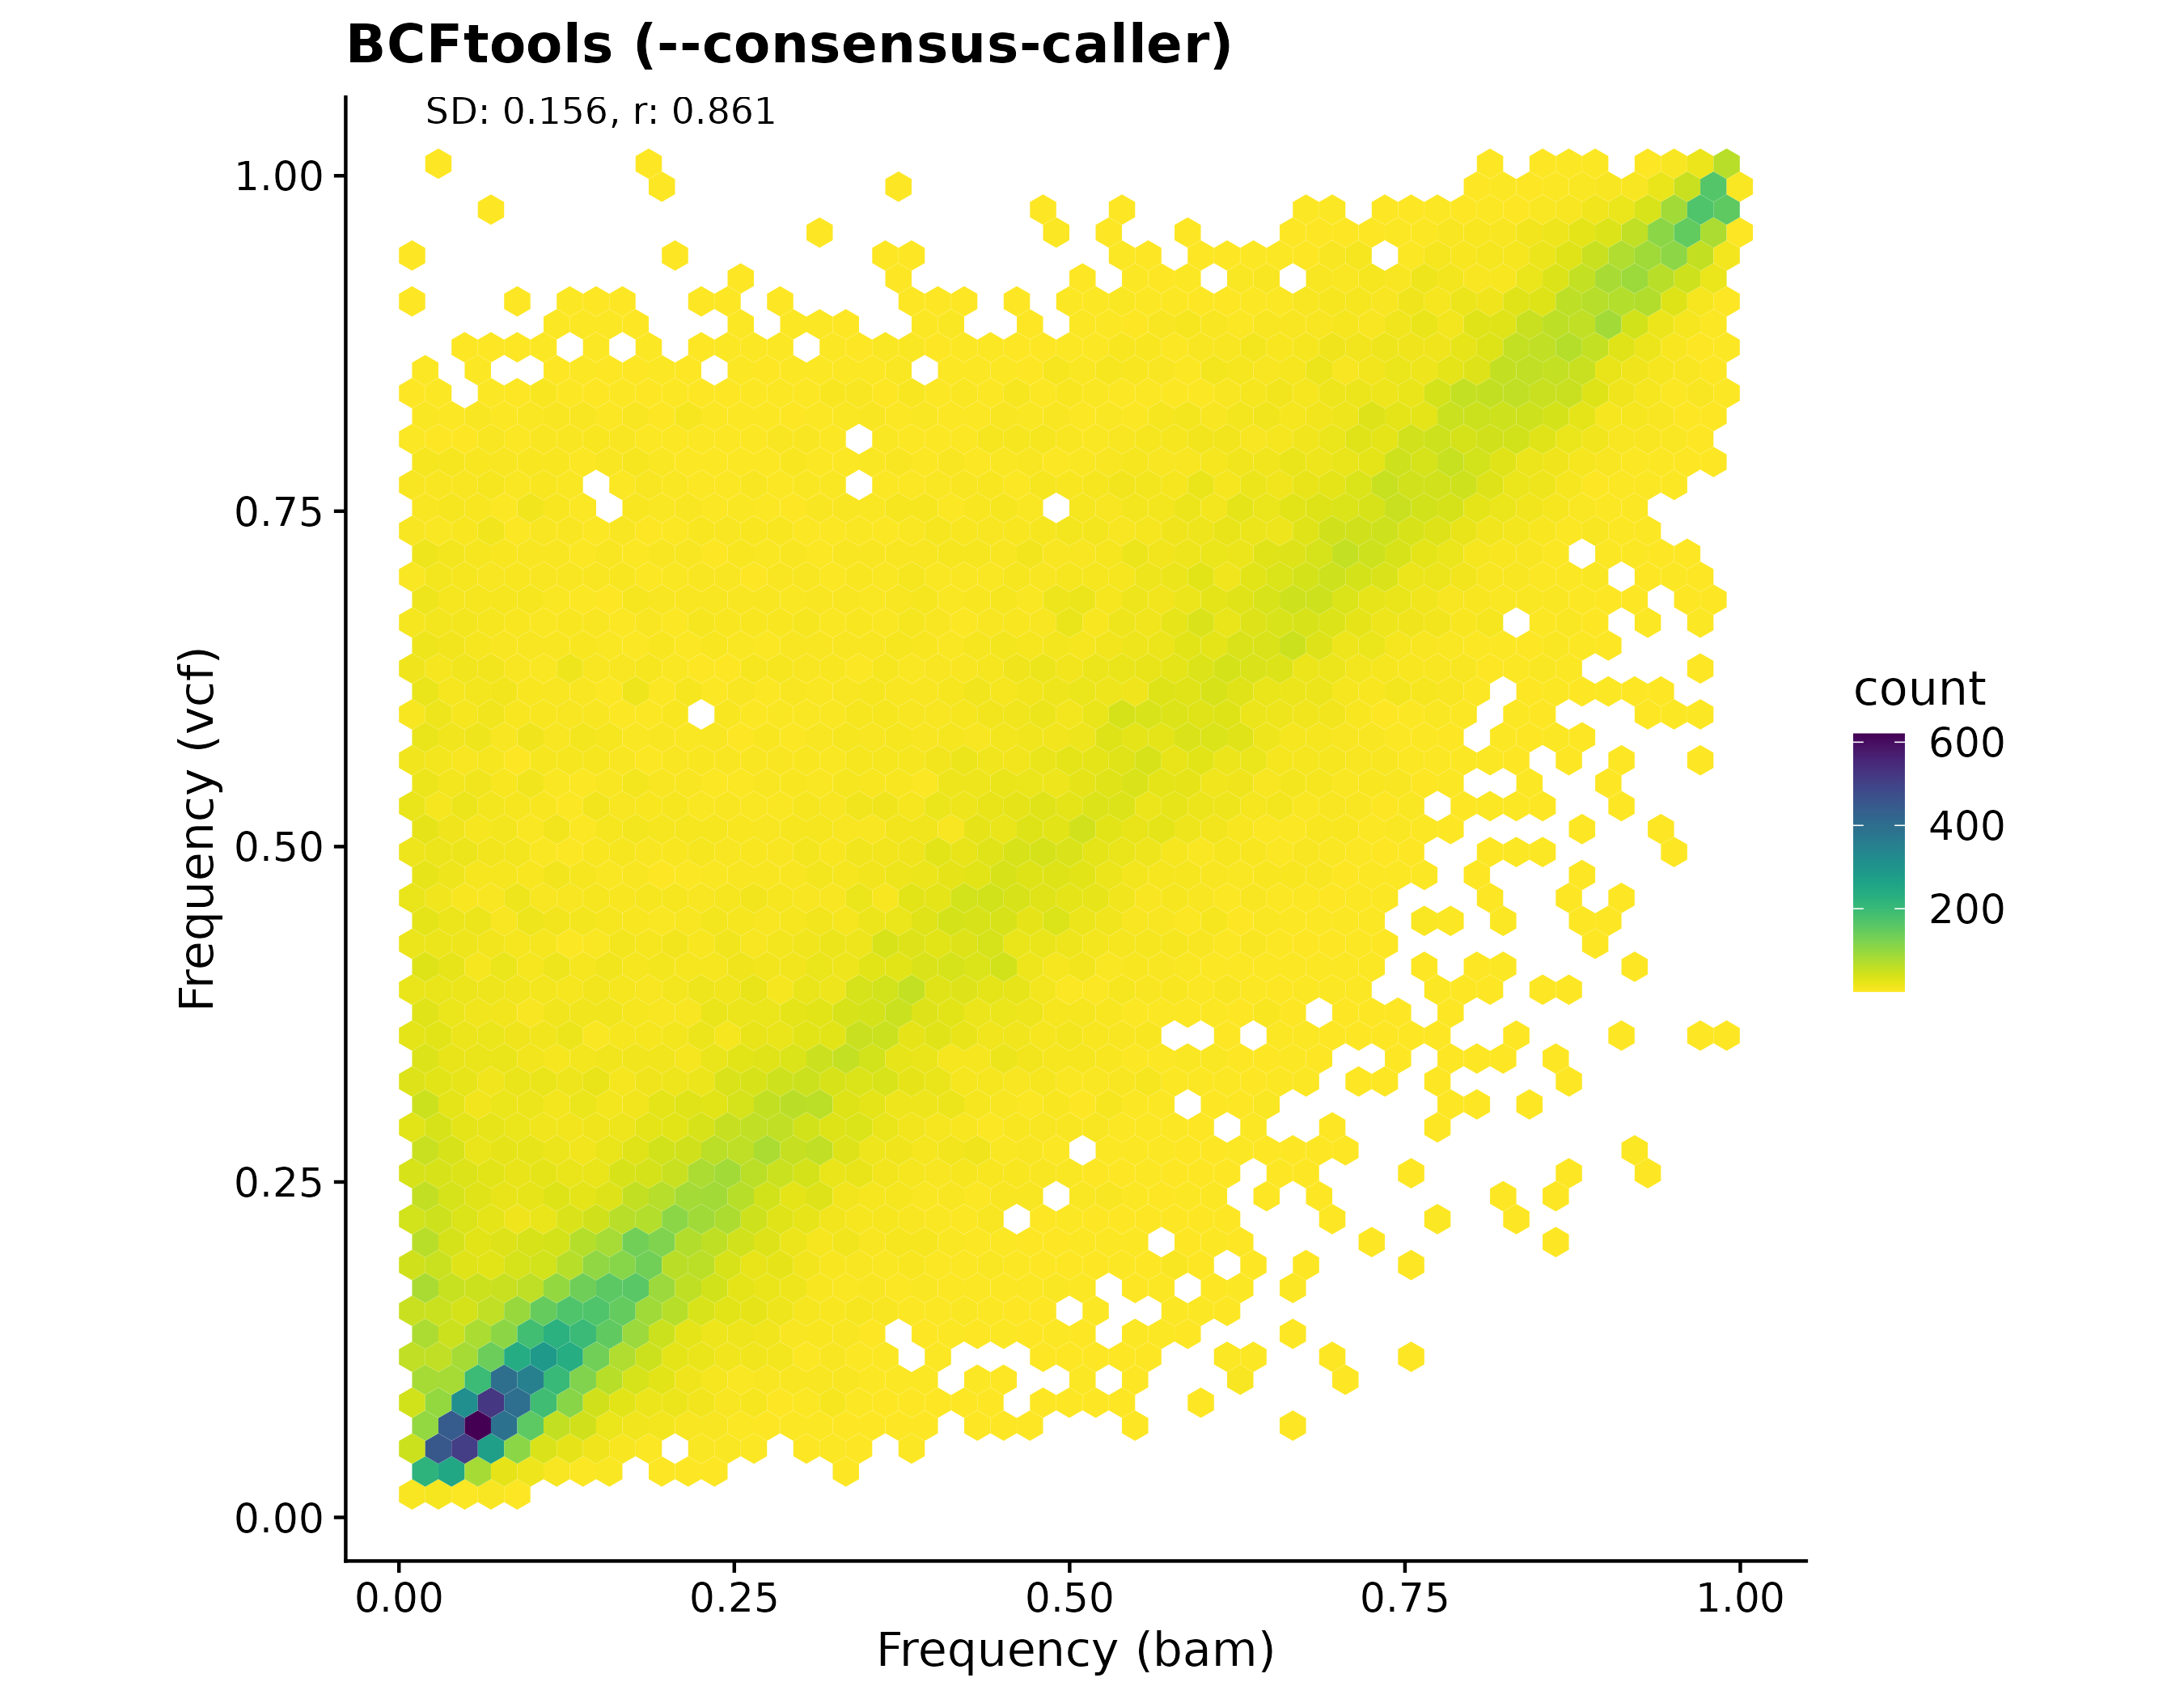 BCFtools (--consensus-caller)
SD: 0.156, r: 0.861
1.00
0.75
0.50
0.25
0.00
Frequency (vcf)
0.00 0.25 0.50 0.75 1.00
Frequency (bam)
count
600
400
200